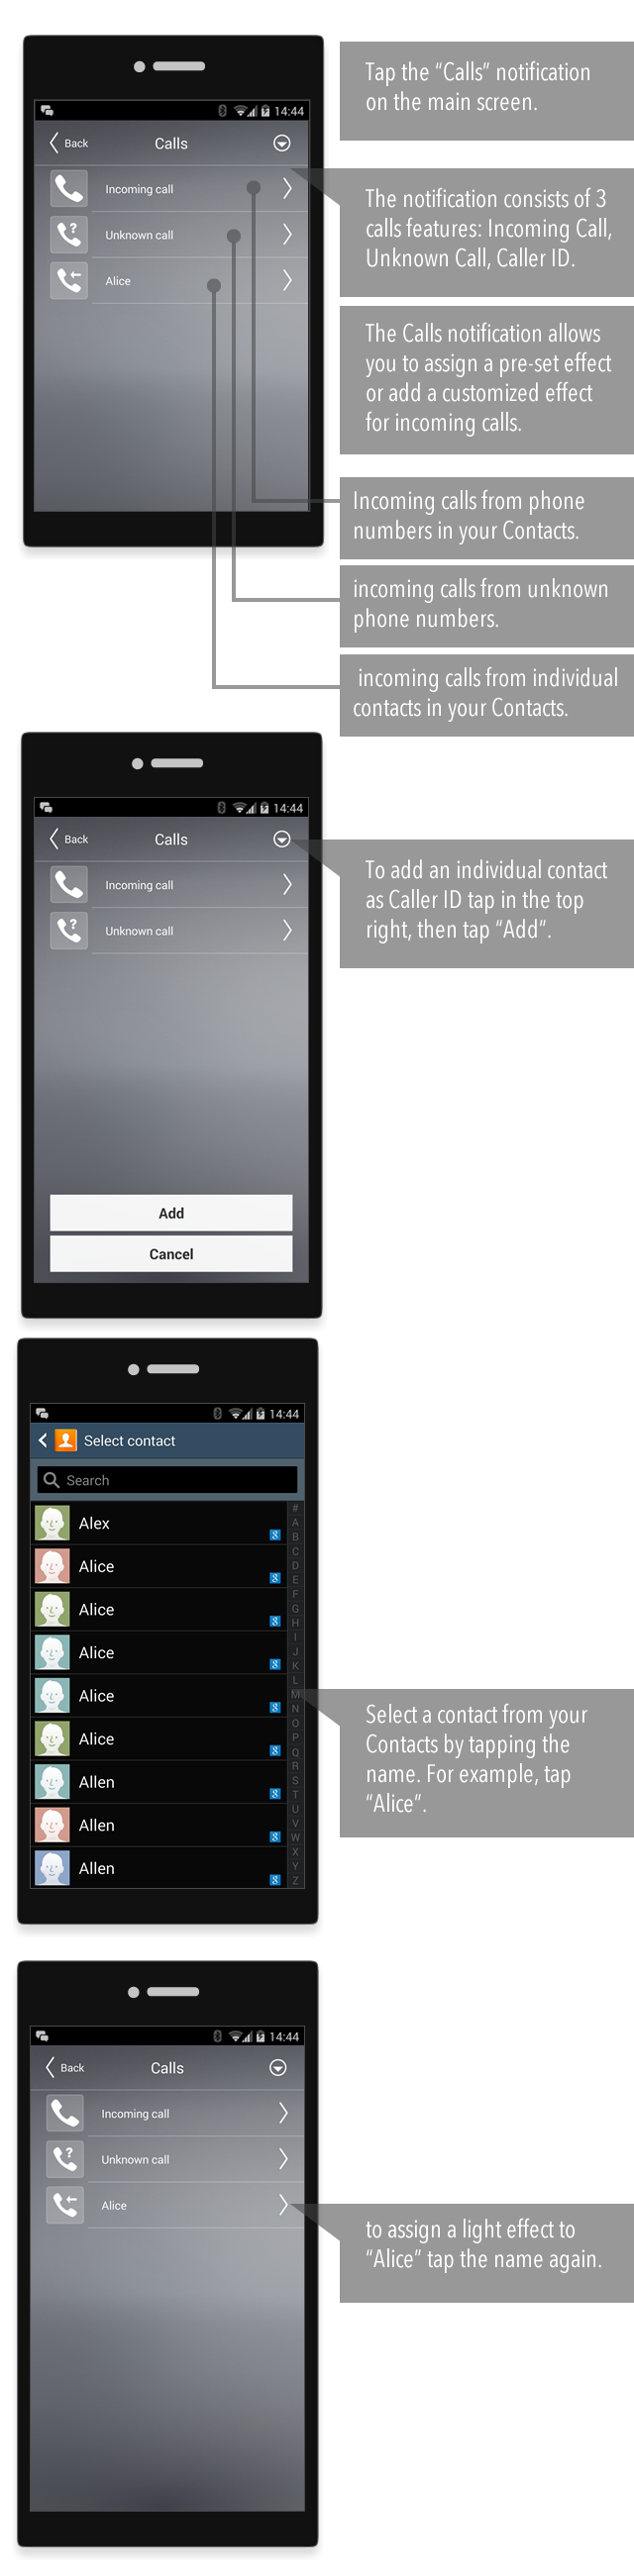 Tap the “Calls” notification
on the main screen.
14:44
Back
Calls
The notification consists of 3
calls features: Incoming Call,
Unknown Call, Caller ID.
Incoming call
Unknown call
Alice
The Calls notification allows
you to assign a pre-set effect
or add a customized effect
for incoming calls.
Incoming calls from phone
numbers in your Contacts.
incoming calls from unknown
phone numbers.
incoming calls from individual
contacts in your Contacts.
14:44
Back
Calls
Incoming call
Unknown call
To add an individual contact
as Caller ID tap in the top
right, then tap “Add”.
Add
Cancel
14:44
Select contact
Search
Alex
Alice
Alice
Alice
Alice
Alice
Allen
Allen
Allen
#
A
B
C
D
E
F
G
H
I
J
K
L
M
N
O
P
Q
R
S
T
U
V
W
X
Y
Z
Select a contact from your
Contacts by tapping the
name. For example, tap
“Alice”.
14:44
Back
Calls
Incoming call
Unknown call
Alice
to assign a light effect to
“Alice” tap the name again.